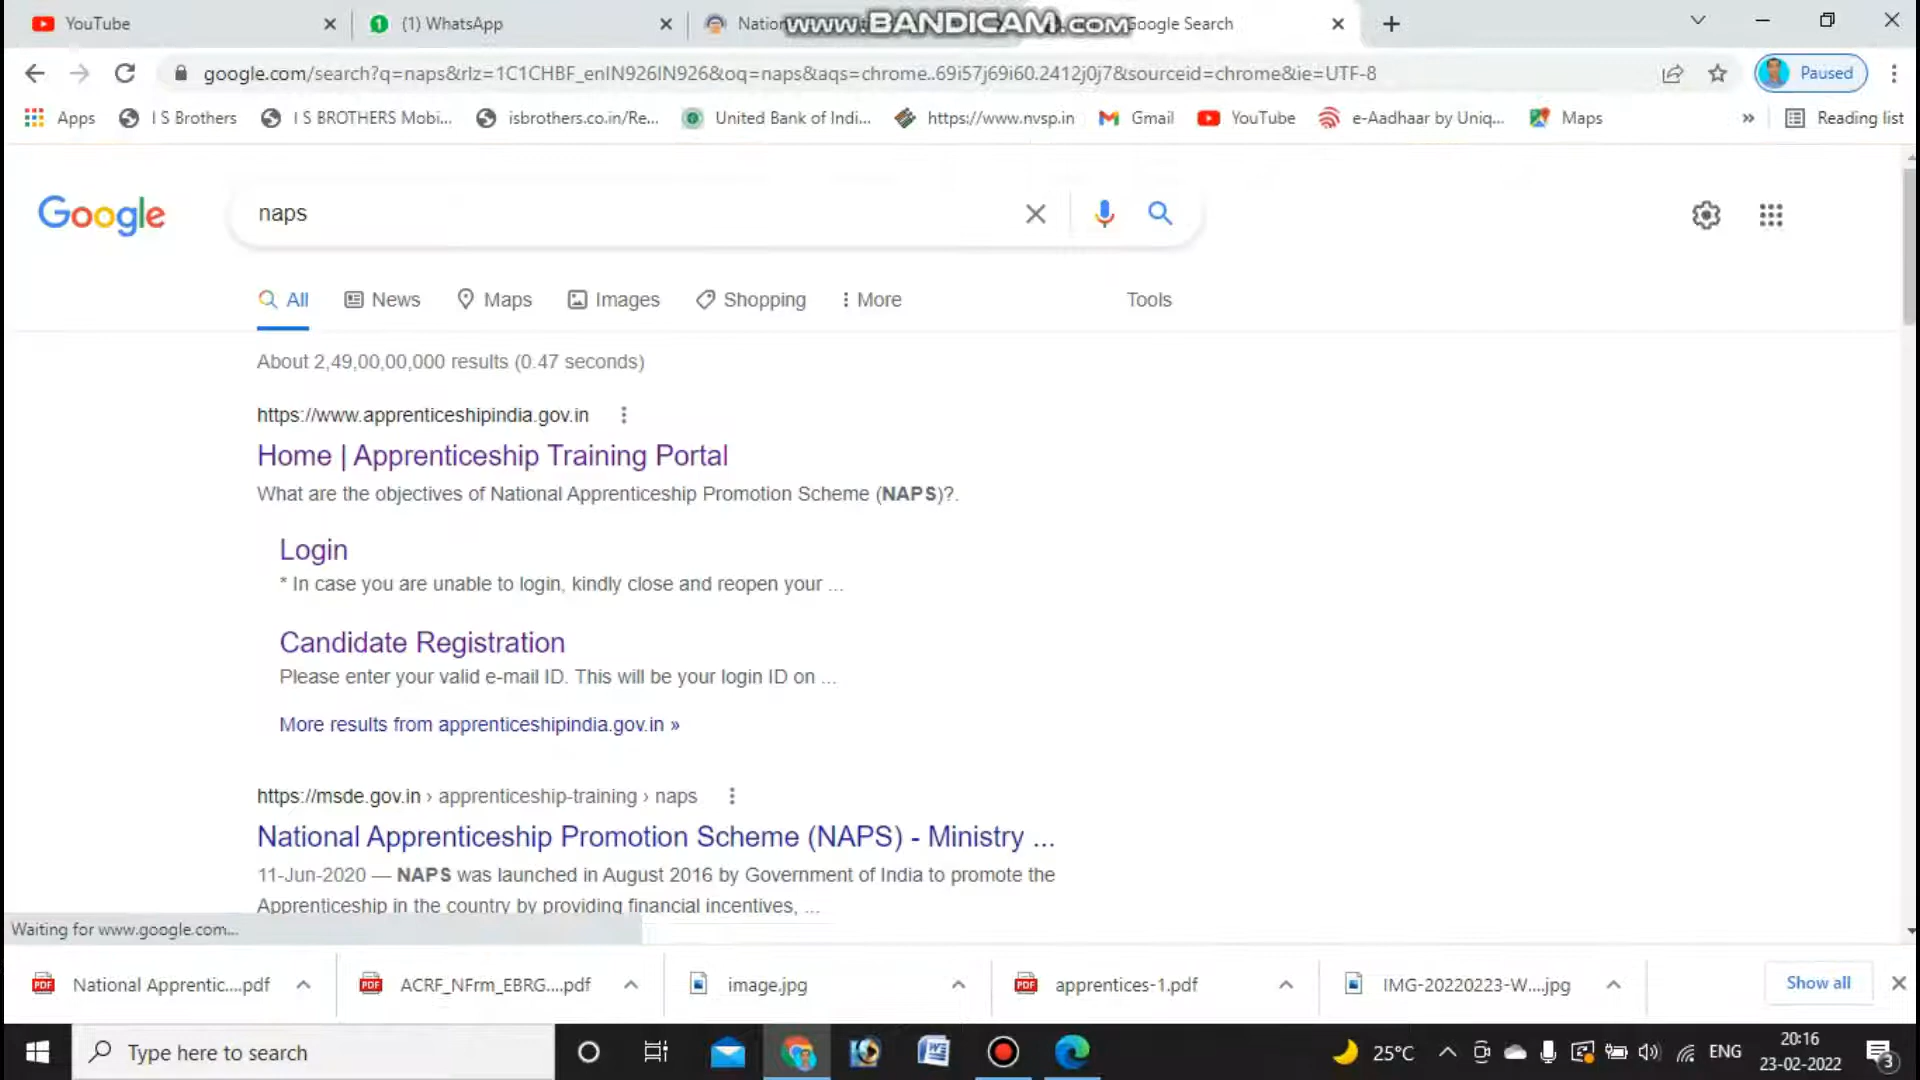 YouTube
(1) WhatsApp
Nation
www.BANDICAM.com
Google Search
google.com/search?q=naps&rlz=1C1CHBF_enIN926IN926&oq=naps&aqs=chrome..69i57j69i60.2412j0j7&sourceid=chrome&ie=UTF-8
Paused
Apps
I S Brothers
I S BROTHERS Mobi...
isbrothers.co.in/Re...
United Bank of Indi...
https://www.nvsp.in
Gmail
YouTube
e-Aadhaar by Uniq...
Maps
»
Reading list
Google
naps
All
News
Maps
Images
Shopping
More
Tools
About 2,49,00,00,000 results (0.47 seconds)
https://www.apprenticeshipindia.gov.in
Home | Apprenticeship Training Portal
What are the objectives of National Apprenticeship Promotion Scheme (NAPS)?.
Login
* In case you are unable to login, kindly close and reopen your ...
Candidate Registration
Please enter your valid e-mail ID. This will be your login ID on ...
More results from apprenticeshipindia.gov.in »
https://msde.gov.in › apprenticeship-training › naps
National Apprenticeship Promotion Scheme (NAPS) - Ministry ...
11-Jun-2020 — NAPS was launched in August 2016 by Government of India to promote the
Apprenticeship in the country by providing financial incentives, ...
Waiting for www.google.com...
National Apprentic....pdf
ACRF_NFrm_EBRG....pdf
image.jpg
apprentices-1.pdf
IMG-20220223-W....jpg
Show all
Type here to search
25°C
ENG
20:16
23-02-2022
3